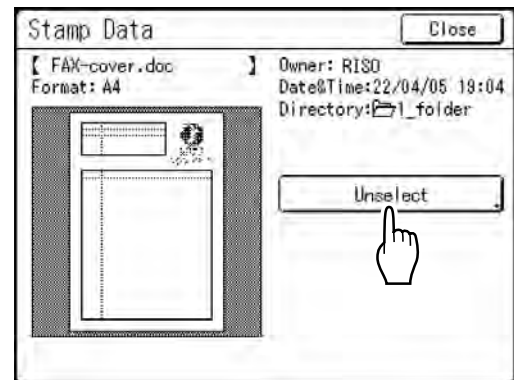 Stamp Data
Close
【 FAX-cover.doc 】
Format: A4
Owner: RISO
Date&Time:22/04/05 19:04
Directory:1_folder
Unselect